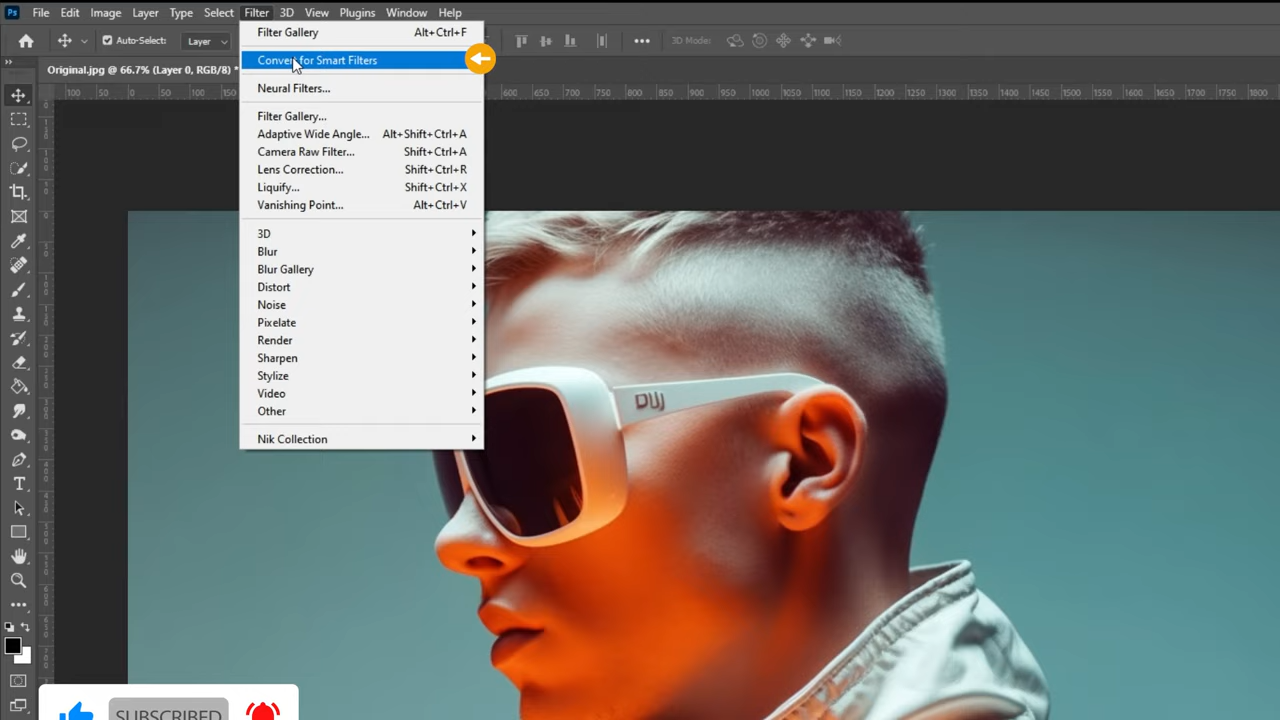 Ps File Edit Image Layer Type Select Filter 3D View Plugins Window Help
Auto-Select: Layer 3D Mode:
Original.jpg @ 66.7% (Layer 0, RGB/8) *
Filter Gallery Alt+Ctrl+F
Convert for Smart Filters
Neural Filters...
Filter Gallery...
Adaptive Wide Angle... Alt+Shift+Ctrl+A
Camera Raw Filter... Shift+Ctrl+A
Lens Correction... Shift+Ctrl+R
Liquify... Shift+Ctrl+X
Vanishing Point... Alt+Ctrl+V
3D
Blur
Blur Gallery
Distort
Noise
Pixelate
Render
Sharpen
Stylize
Video
Other
Nik Collection
100 50 0 50 100 150 600 650 700 750 800 850 900 950 1000 1050 1100 1150 1200 1250 1300 1350 1400 1450 1500 1550 1600 1650 1700 1750 1800
SUBSCRIBED